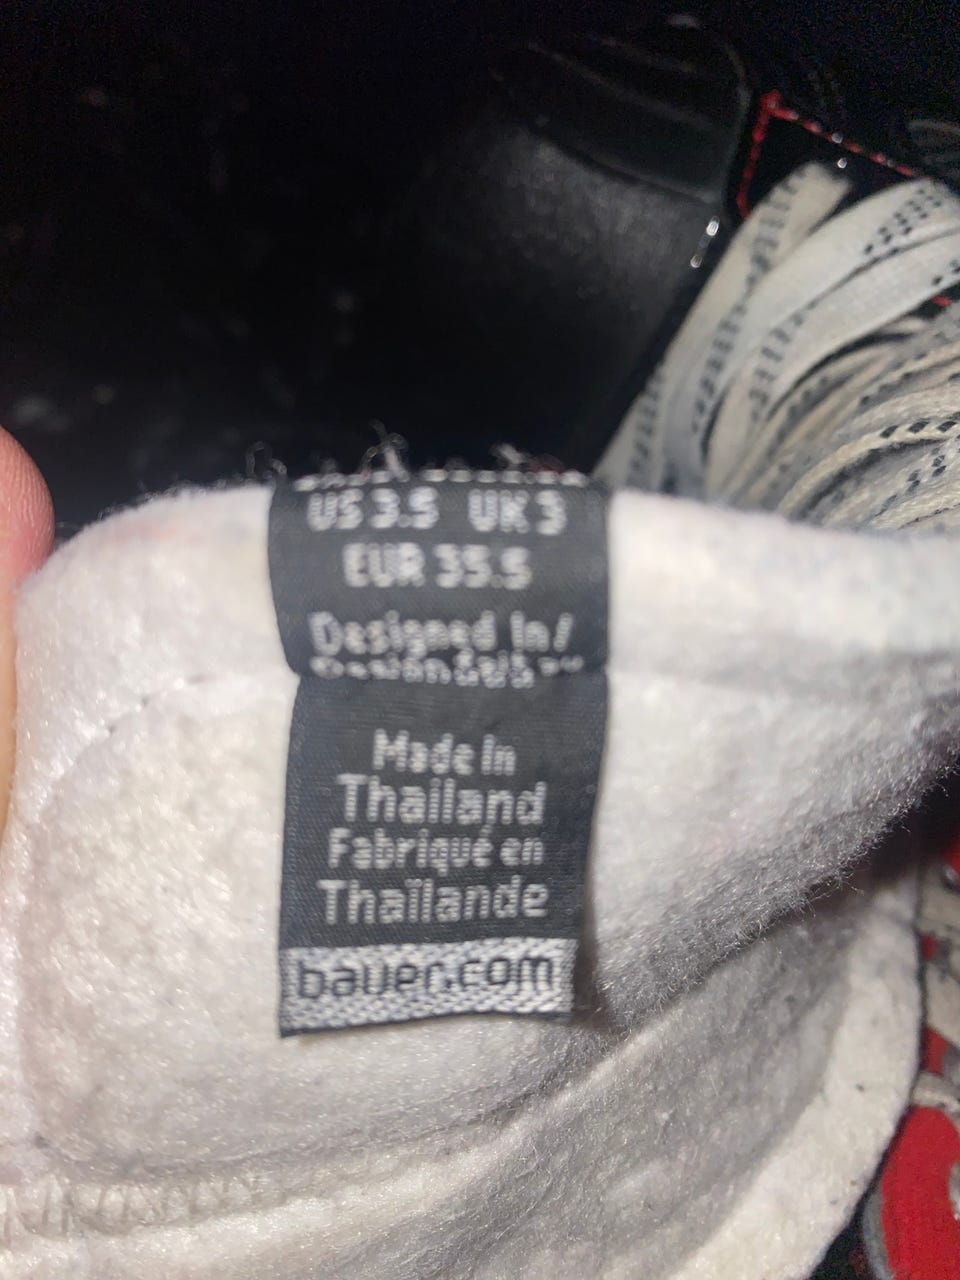 US 3.5 UK 3
EUR 35.5
Designed in/
Made in
Thailand
Fabriqué en
Thaïlande
bauer.com